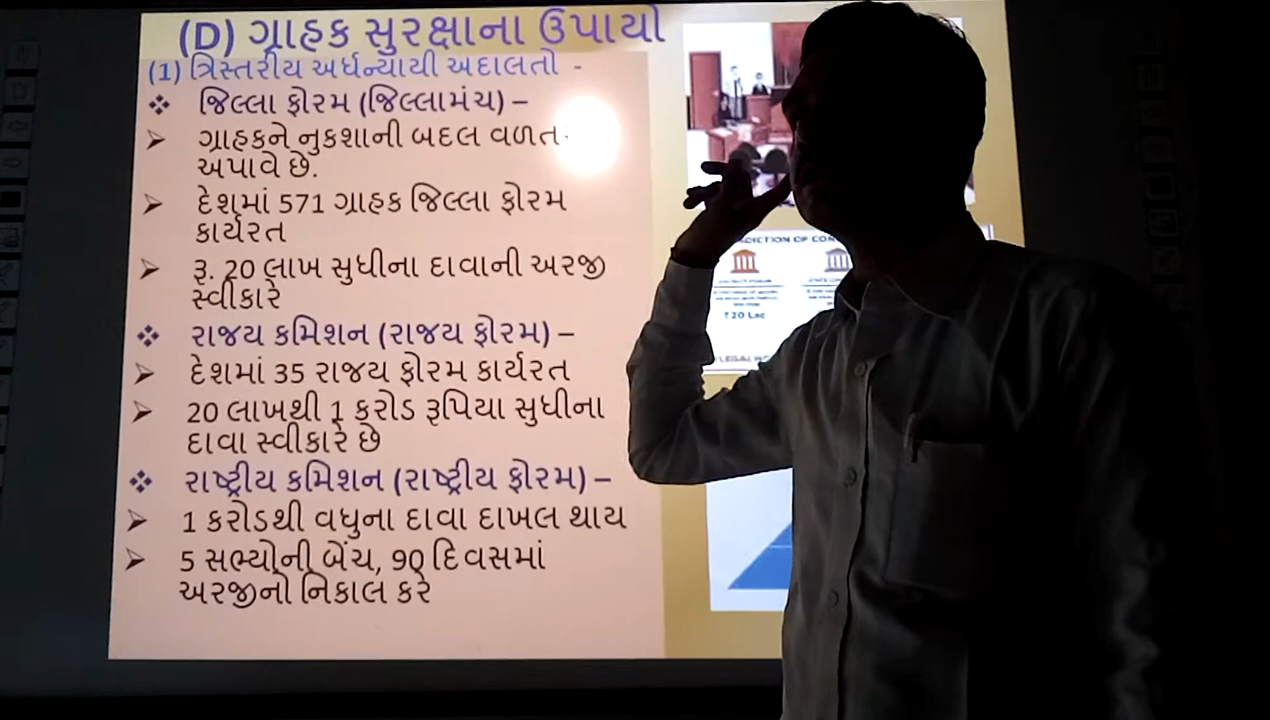 (D) ગ્રાહક સુરક્ષાના ઉપાયો
(1) ત્રિસ્તરીય અર્ધન્યાયી અદાલતો -
❖ જિલ્લા ફોરમ (જિલ્લામંચ) –
➢ ગ્રાહકને નુકશાની બદલ
અપાવે છે.
➢ દેશમાં 571 ગ્રાહક જિલ્લા ફોરમ
કાર્યરત
➢ રૂ. 20 લાખ સુધીના દાવાની અરજી
સ્વીકારે
❖ રાજય કમિશન (રાજય ફોરમ) –
➢ દેશમાં 35 રાજય ફોરમ કાર્યરત
➢ 20 લાખથી 1 કરોડ રૂપિયા સુધીના
દાવા સ્વીકારે છે
❖ રાષ્ટ્રીય કમિશન (રાષ્ટ્રીય ફોરમ) –
➢ 1 કરોડથી વધુના દાવા દાખલ થાય
➢ 5 સભ્યોની બેંચ, 90 દિવસમાં
અરજીનો નિકાલ કરે
OF
₹20 Lac
LEGAL